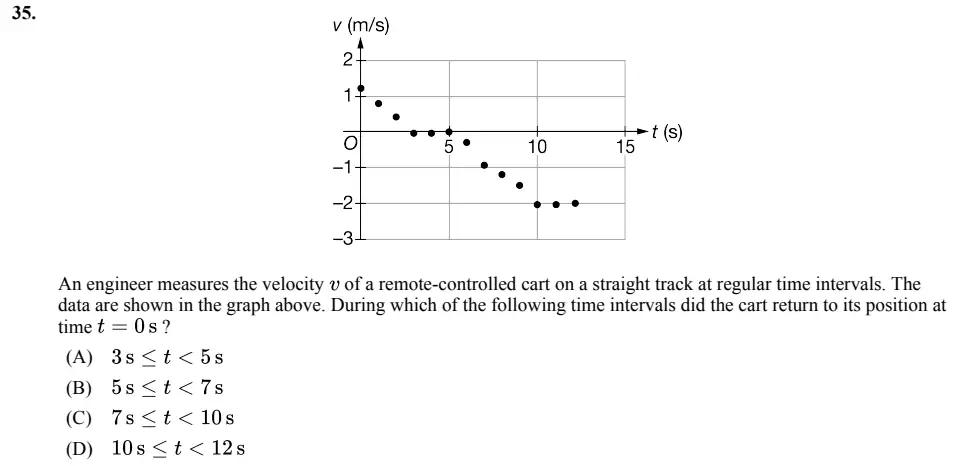 35.
v (m/s)
2
1
O
5
10
15
t (s)
−1
−2
−3
An engineer measures the velocity v of a remote-controlled cart on a straight track at regular time intervals. The
data are shown in the graph above. During which of the following time intervals did the cart return to its position at
time t = 0 s ?
(A) 3 s ≤ t < 5 s
(B) 5 s ≤ t < 7 s
(C) 7 s ≤ t < 10 s
(D) 10 s ≤ t < 12 s